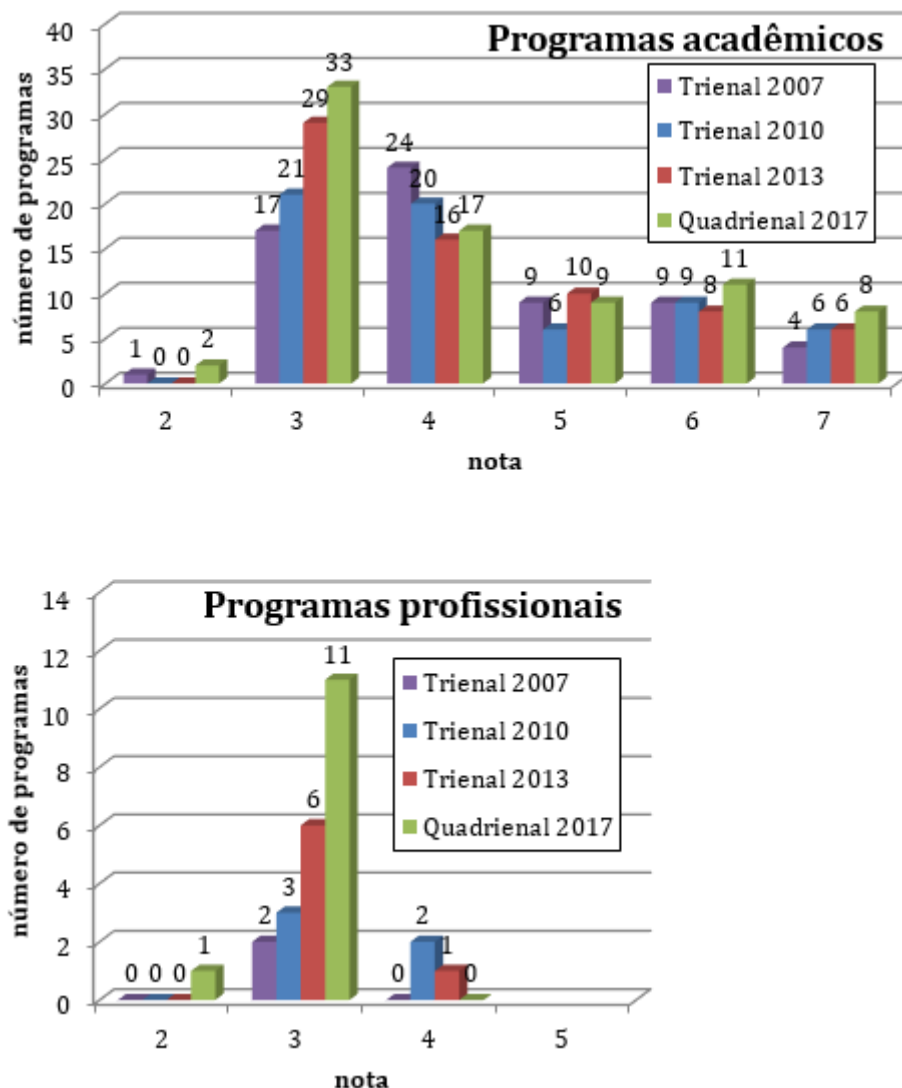 Programas acadêmicos
número de programas
40
35
30
25
20
15
10
5
0
Trienal 2007
Trienal 2010
Trienal 2013
Quadrienal 2017
1 0 0 2
17 21 29 33
24 20 16 17
9 6 10 9
9 9 8 11
4 6 6 8
2 3 4 5 6 7
nota
Programas profissionais
número de programas
14
12
10
8
6
4
2
0
Trienal 2007
Trienal 2010
Trienal 2013
Quadrienal 2017
0 0 0 1
2 3 6 11
0 2 1 0
2 3 4 5
nota